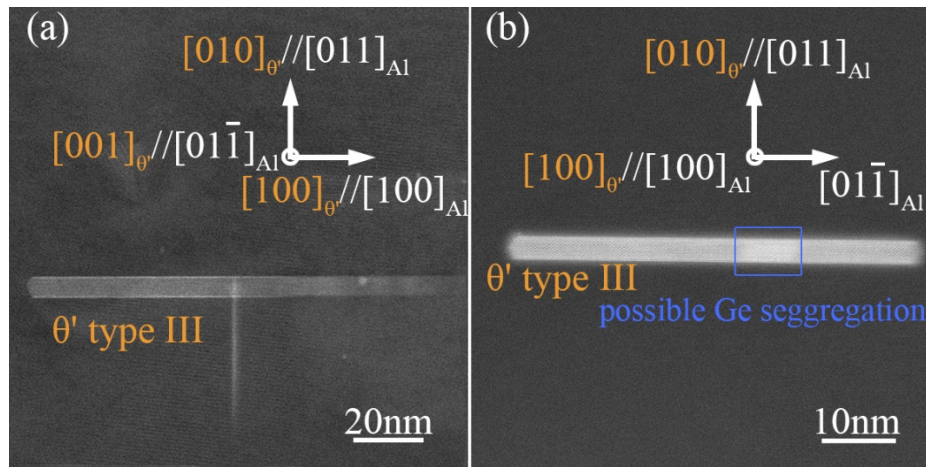 (a)
[010]θ'//[011]Al
[001]θ'//[011̅]Al
[100]θ'//[100]Al
θ' type III
20nm
(b)
[010]θ'//[011]Al
[100]θ'//[100]Al
[011̅]Al
θ' type III
possible Ge seggregation
10nm